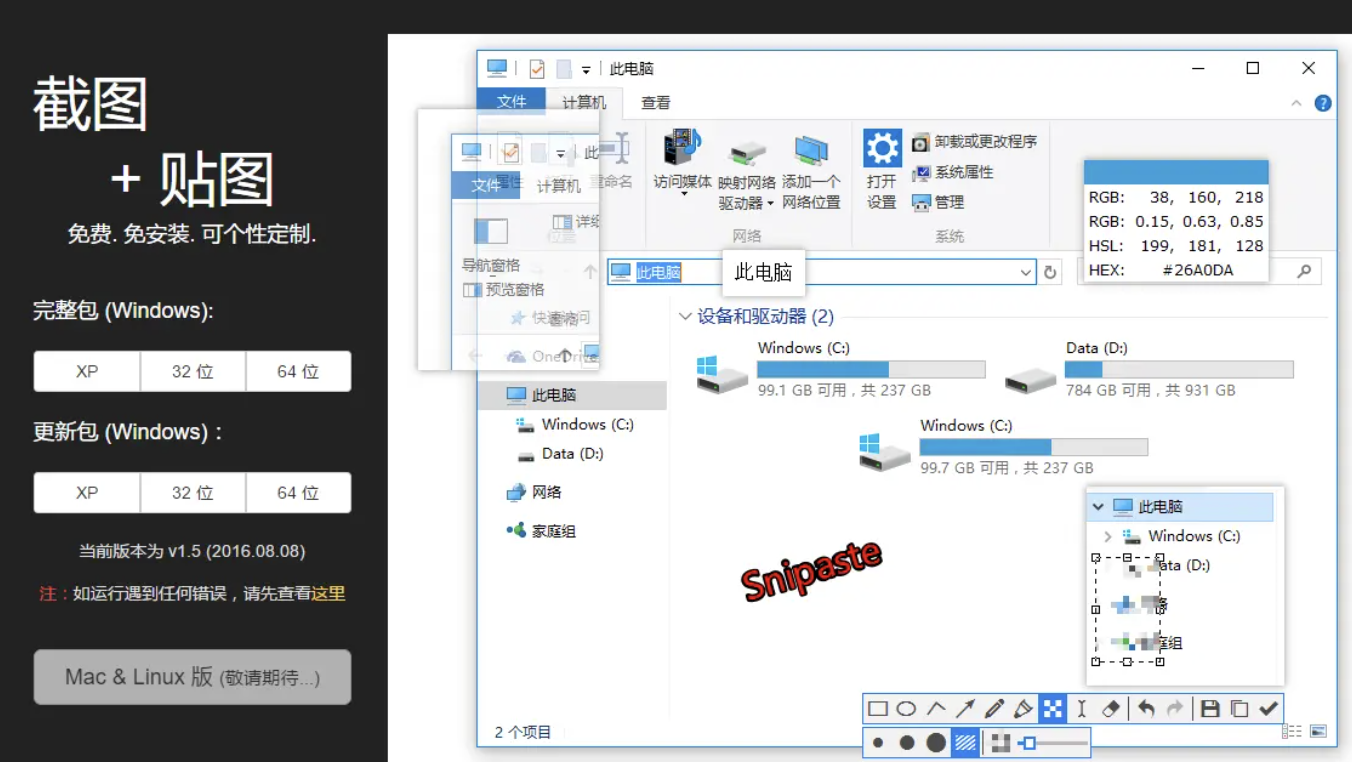 截图
+ 贴图
免费. 免安装. 可个性定制.
完整包 (Windows):
XP
32 位
64 位
更新包 (Windows)：
XP
32 位
64 位
当前版本为 v1.5 (2016.08.08)
注：如运行遇到任何错误，请先查看这里
Mac & Linux 版 (敬请期待...)
此电脑
文件
计算机
查看
属性
重命名
位置
访问媒体
映射网络
驱动器
添加一个
网络位置
网络
打开
设置
卸载或更改程序
系统属性
管理
系统
此
文件
计算机
详细
导航窗格
预览窗格
窗格
快速访问
OneDrive
此电脑
此电脑
RGB: 38, 160, 218
RGB: 0.15, 0.63, 0.85
HSL: 199, 181, 128
HEX: #26A0DA
此电脑
Windows (C:)
Data (D:)
网络
家庭组
设备和驱动器 (2)
Windows (C:)
99.1 GB 可用，共 237 GB
Data (D:)
784 GB 可用，共 931 GB
Windows (C:)
99.7 GB 可用，共 237 GB
Snipaste
此电脑
Windows (C:)
ata (D:)
庭组
2 个项目